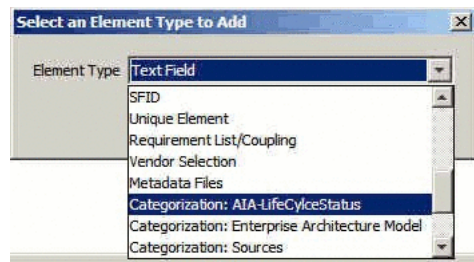 Select an Element Type to Add
Element Type Text Field
SFID
Unique Element
Requirement List/Coupling
Vendor Selection
Metadata Files
Categorization: AIA-LifeCylceStatus
Categorization: Enterprise Architecture Model
Categorization: Sources